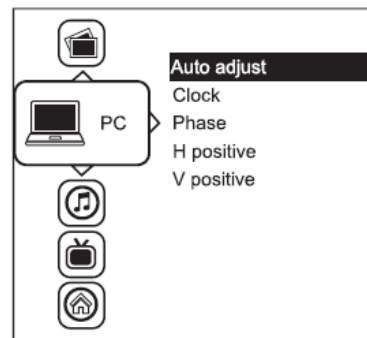 PC
Auto adjust
Clock
Phase
H positive
V positive